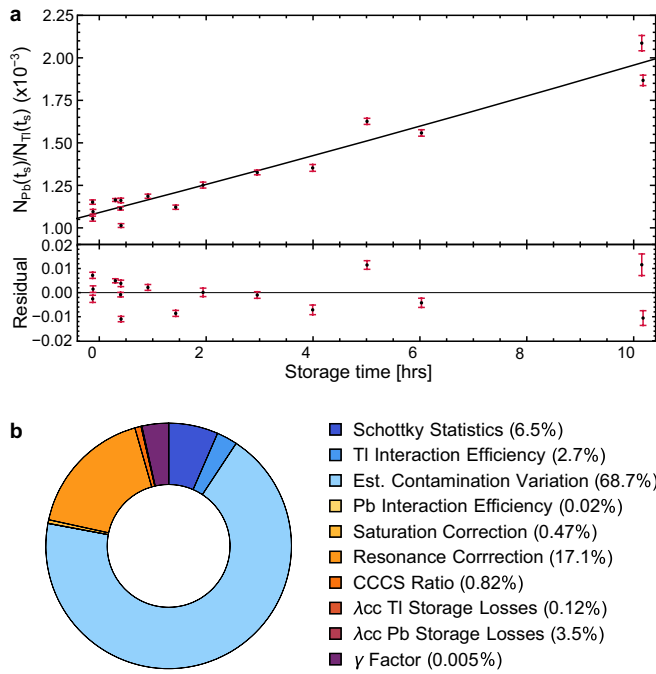 a
N_Pb(t_s)/N_Tl(t_s) (x10⁻³)
2.25
2.00
1.75
1.50
1.25
1.00
Residual
0.02
0.01
0.00
−0.01
−0.02
0 2 4 6 8 10
Storage time [hrs]
b
Schottky Statistics (6.5%)
Tl Interaction Efficiency (2.7%)
Est. Contamination Variation (68.7%)
Pb Interaction Efficiency (0.02%)
Saturation Correction (0.47%)
Resonance Corrrection (17.1%)
CCCS Ratio (0.82%)
λcc Tl Storage Losses (0.12%)
λcc Pb Storage Losses (3.5%)
γ Factor (0.005%)